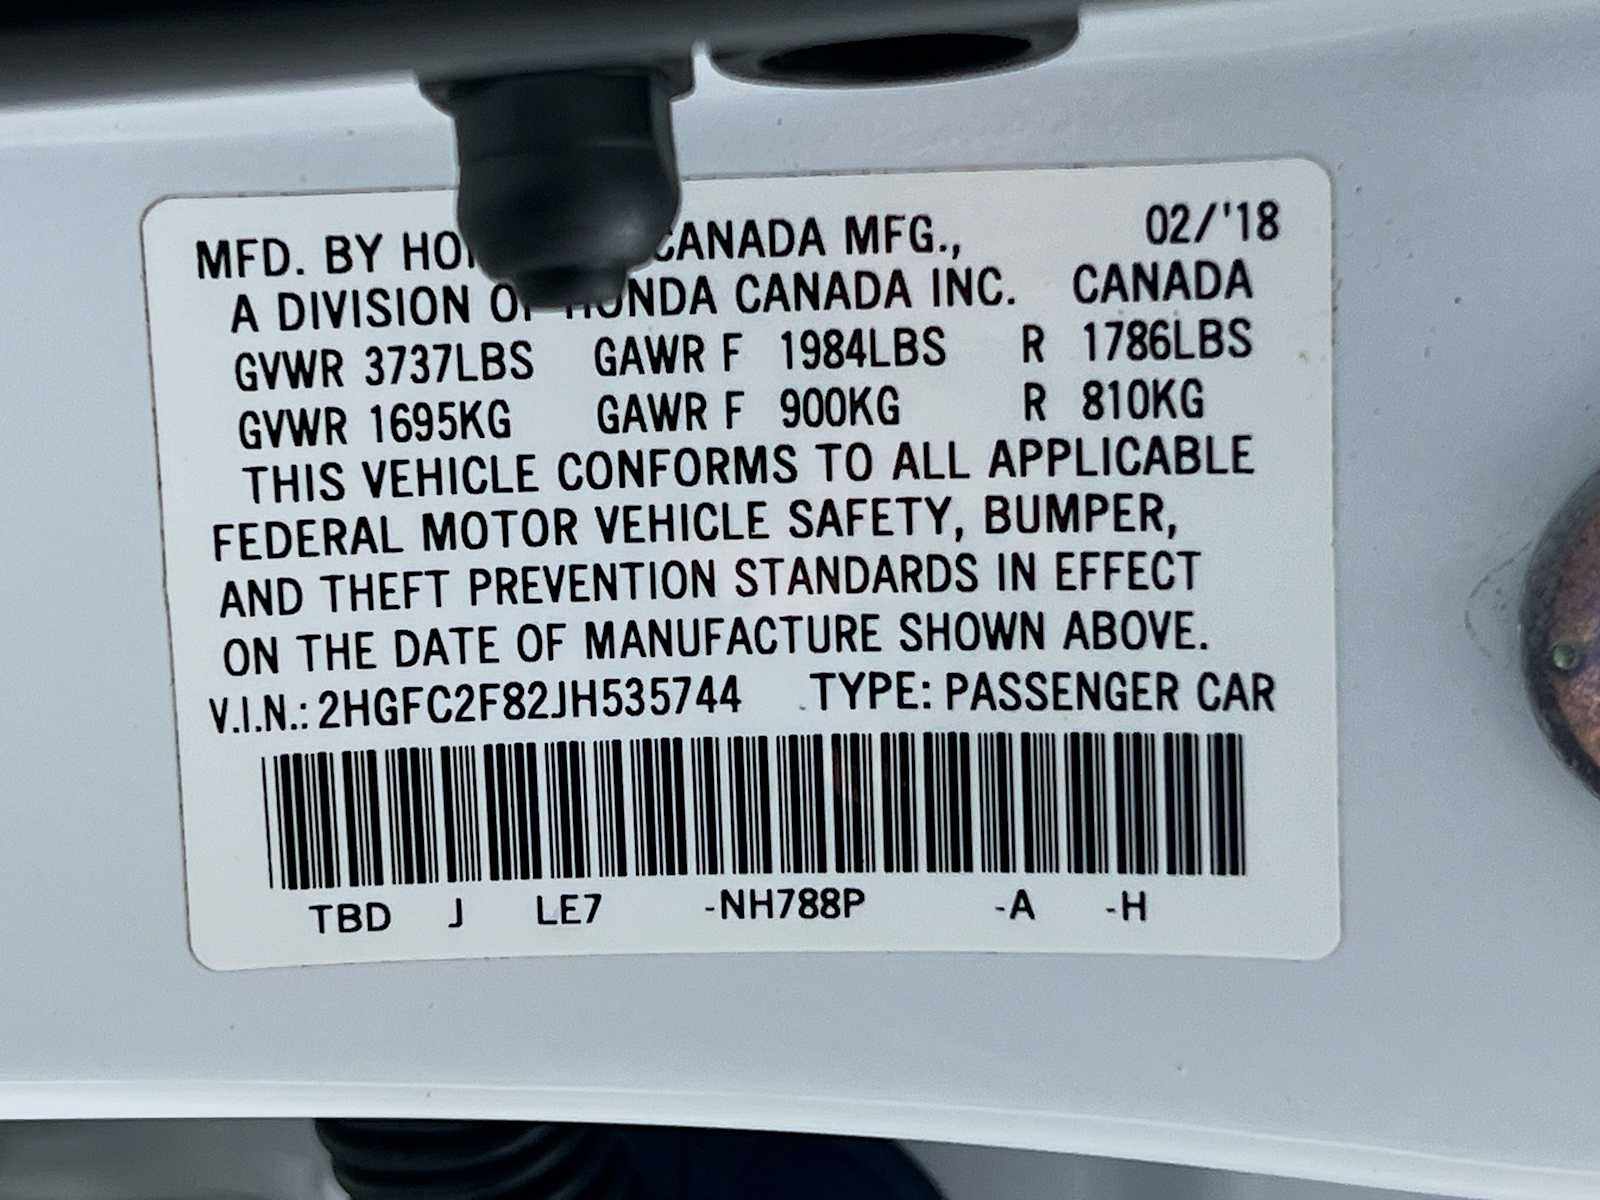 MFD. BY CANADA MFG., 02/'18
A DIVISION HONDA CANADA INC. CANADA
GVWR 3737LBS GAWR F 1984LBS R 1786LBS
GVWR 1695KG GAWR F 900KG R 810KG
THIS VEHICLE CONFORMS TO ALL APPLICABLE
FEDERAL MOTOR VEHICLE SAFETY, BUMPER,
AND THEFT PREVENTION STANDARDS IN EFFECT
ON THE DATE OF MANUFACTURE SHOWN ABOVE.
V.I.N.: 2HGFC2F82JH535744 TYPE: PASSENGER CAR
TBD J LE7 -NH788P -A -H